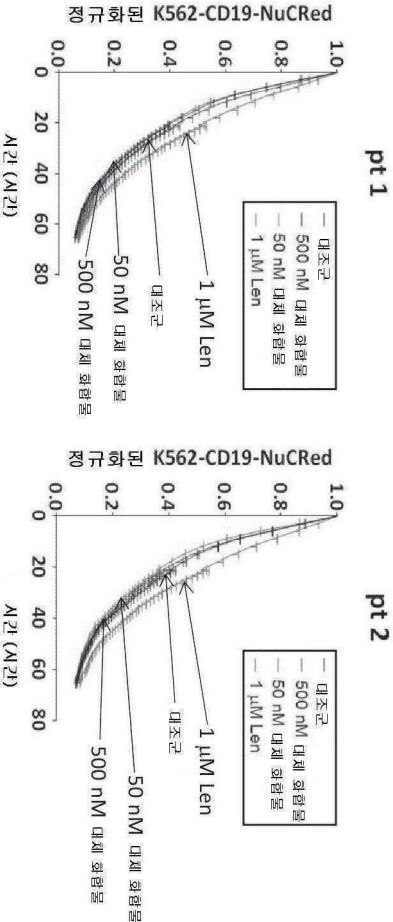 pt 1
정규화된 K562-CD19-NuCRed
1.0
0.8
0.6
0.4
0.2
0.0
0 20 40 60 80
시간 (시간)
대조군
500 nM 대체 화합물
50 nM 대체 화합물
1 μM Len
1 μM Len
대조군
50 nM 대체 화합물
500 nM 대체 화합물
pt 2
정규화된 K562-CD19-NuCRed
1.0
0.8
0.6
0.4
0.2
0.0
0 20 40 60 80
시간 (시간)
대조군
500 nM 대체 화합물
50 nM 대체 화합물
1 μM Len
1 μM Len
대조군
50 nM 대체 화합물
500 nM 대체 화합물